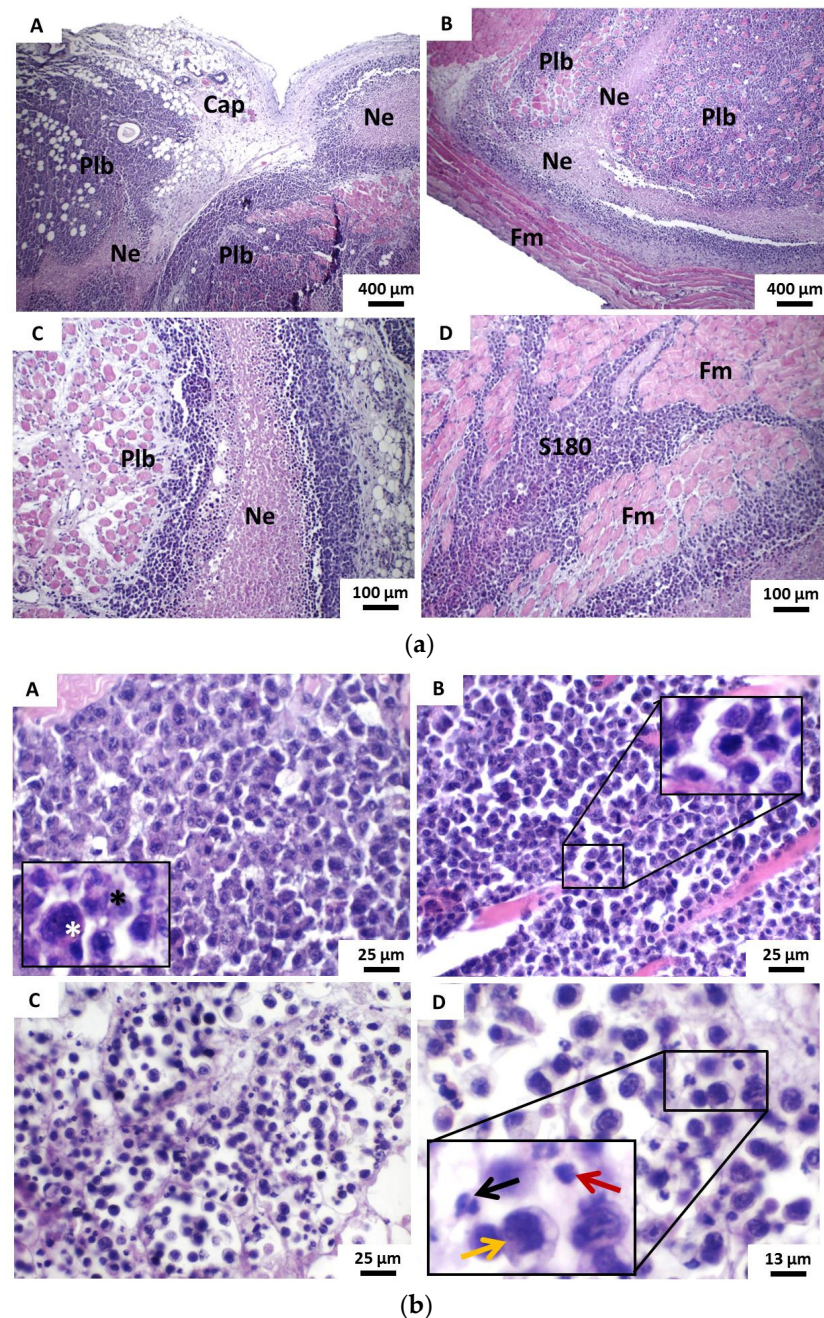 A
Cap
Ne
Plb
Ne
Plb
400 µm
B
Plb
Ne
Plb
Ne
Fm
400 µm
C
Plb
Ne
100 µm
D
Fm
S180
Fm
100 µm
(a)
A
*
*
25 µm
B
25 µm
C
25 µm
D
13 µm
(b)